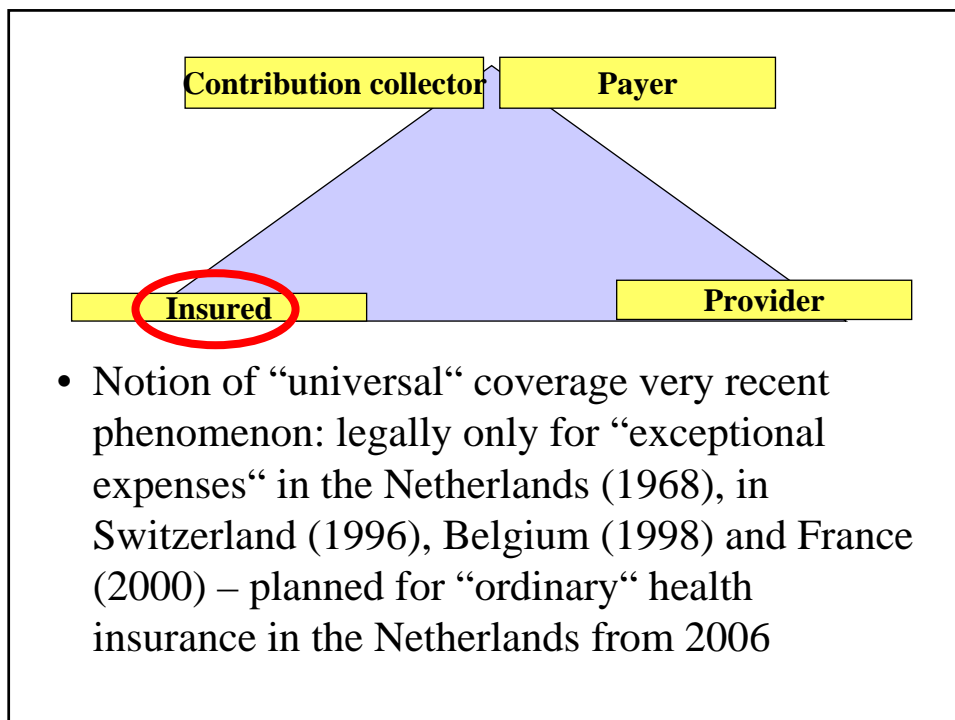 Contribution collector Payer
Insured Provider
• Notion of “universal“ coverage very recent
phenomenon: legally only for “exceptional
expenses“ in the Netherlands (1968), in
Switzerland (1996), Belgium (1998) and France
(2000) – planned for “ordinary“ health
insurance in the Netherlands from 2006